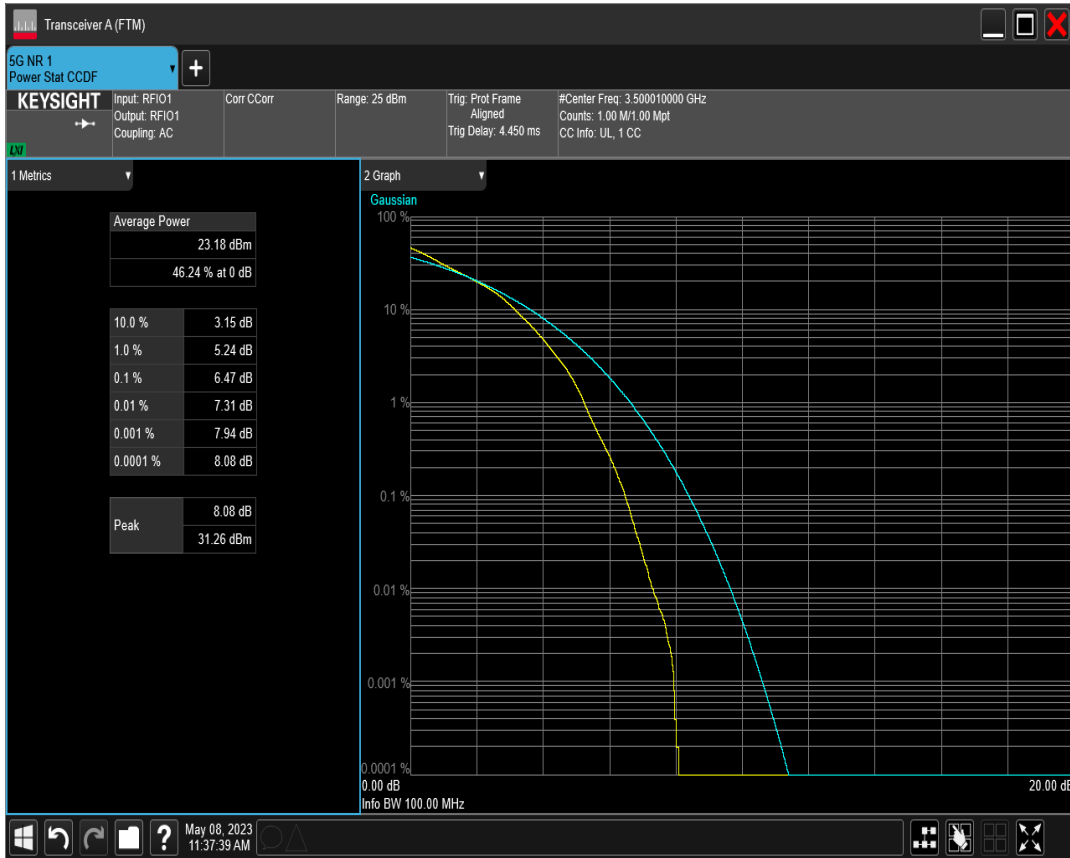 Transceiver A (FTM)
5G NR 1
Power Stat CCDF
+
KEYSIGHT
LXI
Input: RFIO1
Output: RFIO1
Coupling: AC
Corr CCorr
Range: 25 dBm
Trig: Prot Frame
Aligned
Trig Delay: 4.450 ms
#Center Freq: 3.500010000 GHz
Counts: 1.00 M/1.00 Mpt
CC Info: UL, 1 CC
1 Metrics
Average Power
23.18 dBm
46.24 % at 0 dB
10.0 % 3.15 dB
1.0 % 5.24 dB
0.1 % 6.47 dB
0.01 % 7.31 dB
0.001 % 7.94 dB
0.0001 % 8.08 dB
Peak
8.08 dB
31.26 dBm
2 Graph
Gaussian
100 %
10 %
1 %
0.1 %
0.01 %
0.001 %
0.0001 %
0.00 dB 20.00 dB
Info BW 100.00 MHz
?
May 08, 2023
11:37:39 AM